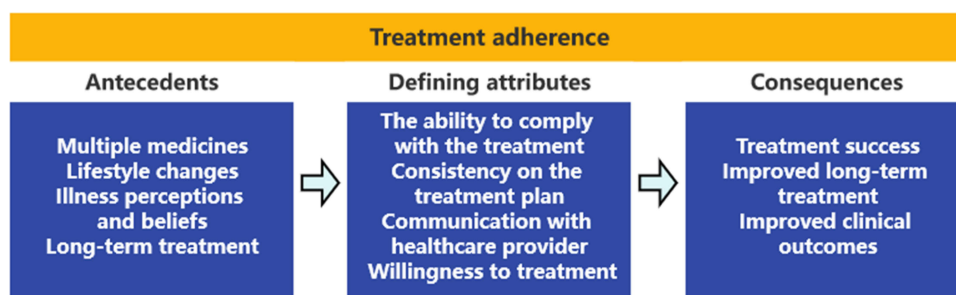 Treatment adherence
Antecedents
Defining attributes
Consequences
Multiple medicines
Lifestyle changes
Illness perceptions
and beliefs
Long-term treatment
The ability to comply
with the treatment
Consistency on the
treatment plan
Communication with
healthcare provider
Willingness to treatment
Treatment success
Improved long-term
treatment
Improved clinical
outcomes